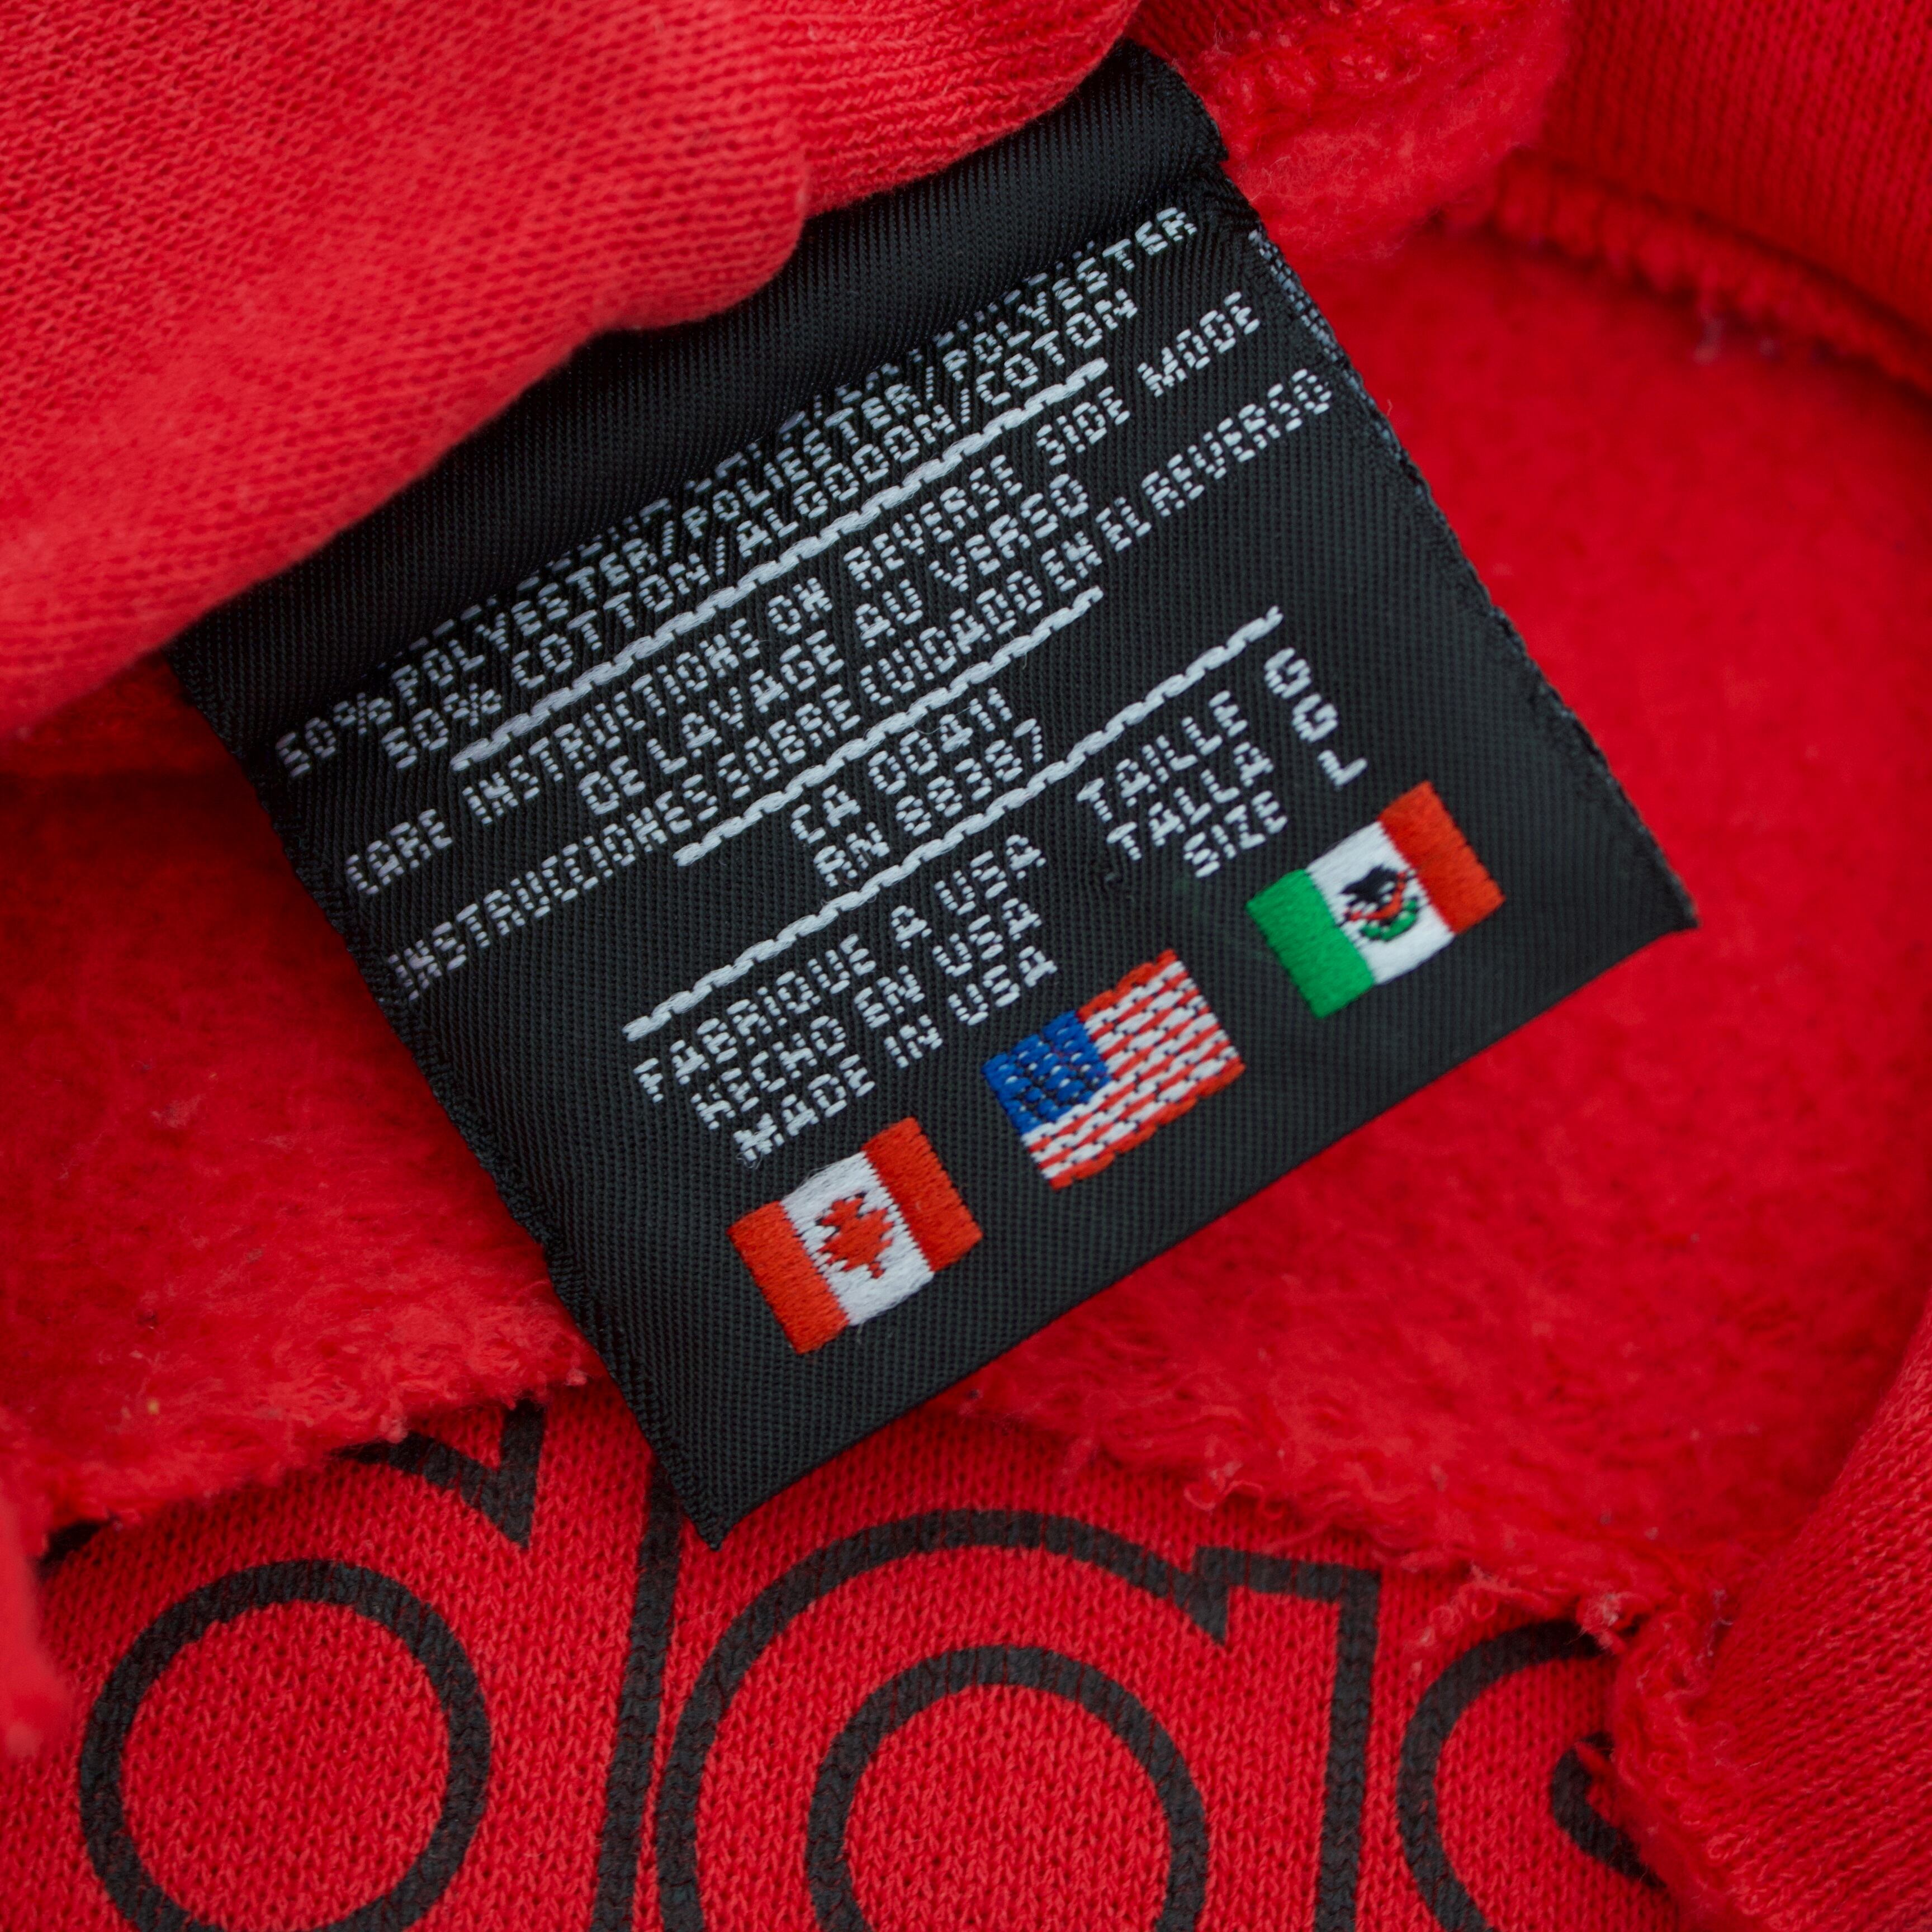 50% POLYESTER/POLIESTER/POLYESTER
50% COTTON/ALGODON/COTON
CARE INSTRUCTIONS ON REVERSE SIDE MODE
DE LAVAGE AU VERSO
INSTRUCCIONES SOBRE CUIDADO EN EL REVERSO
CA 00411
RN 88387
TAILLE G
TALLA G
SIZE L
FABRIQUE A USA
HECHO EN USA
MADE IN USA